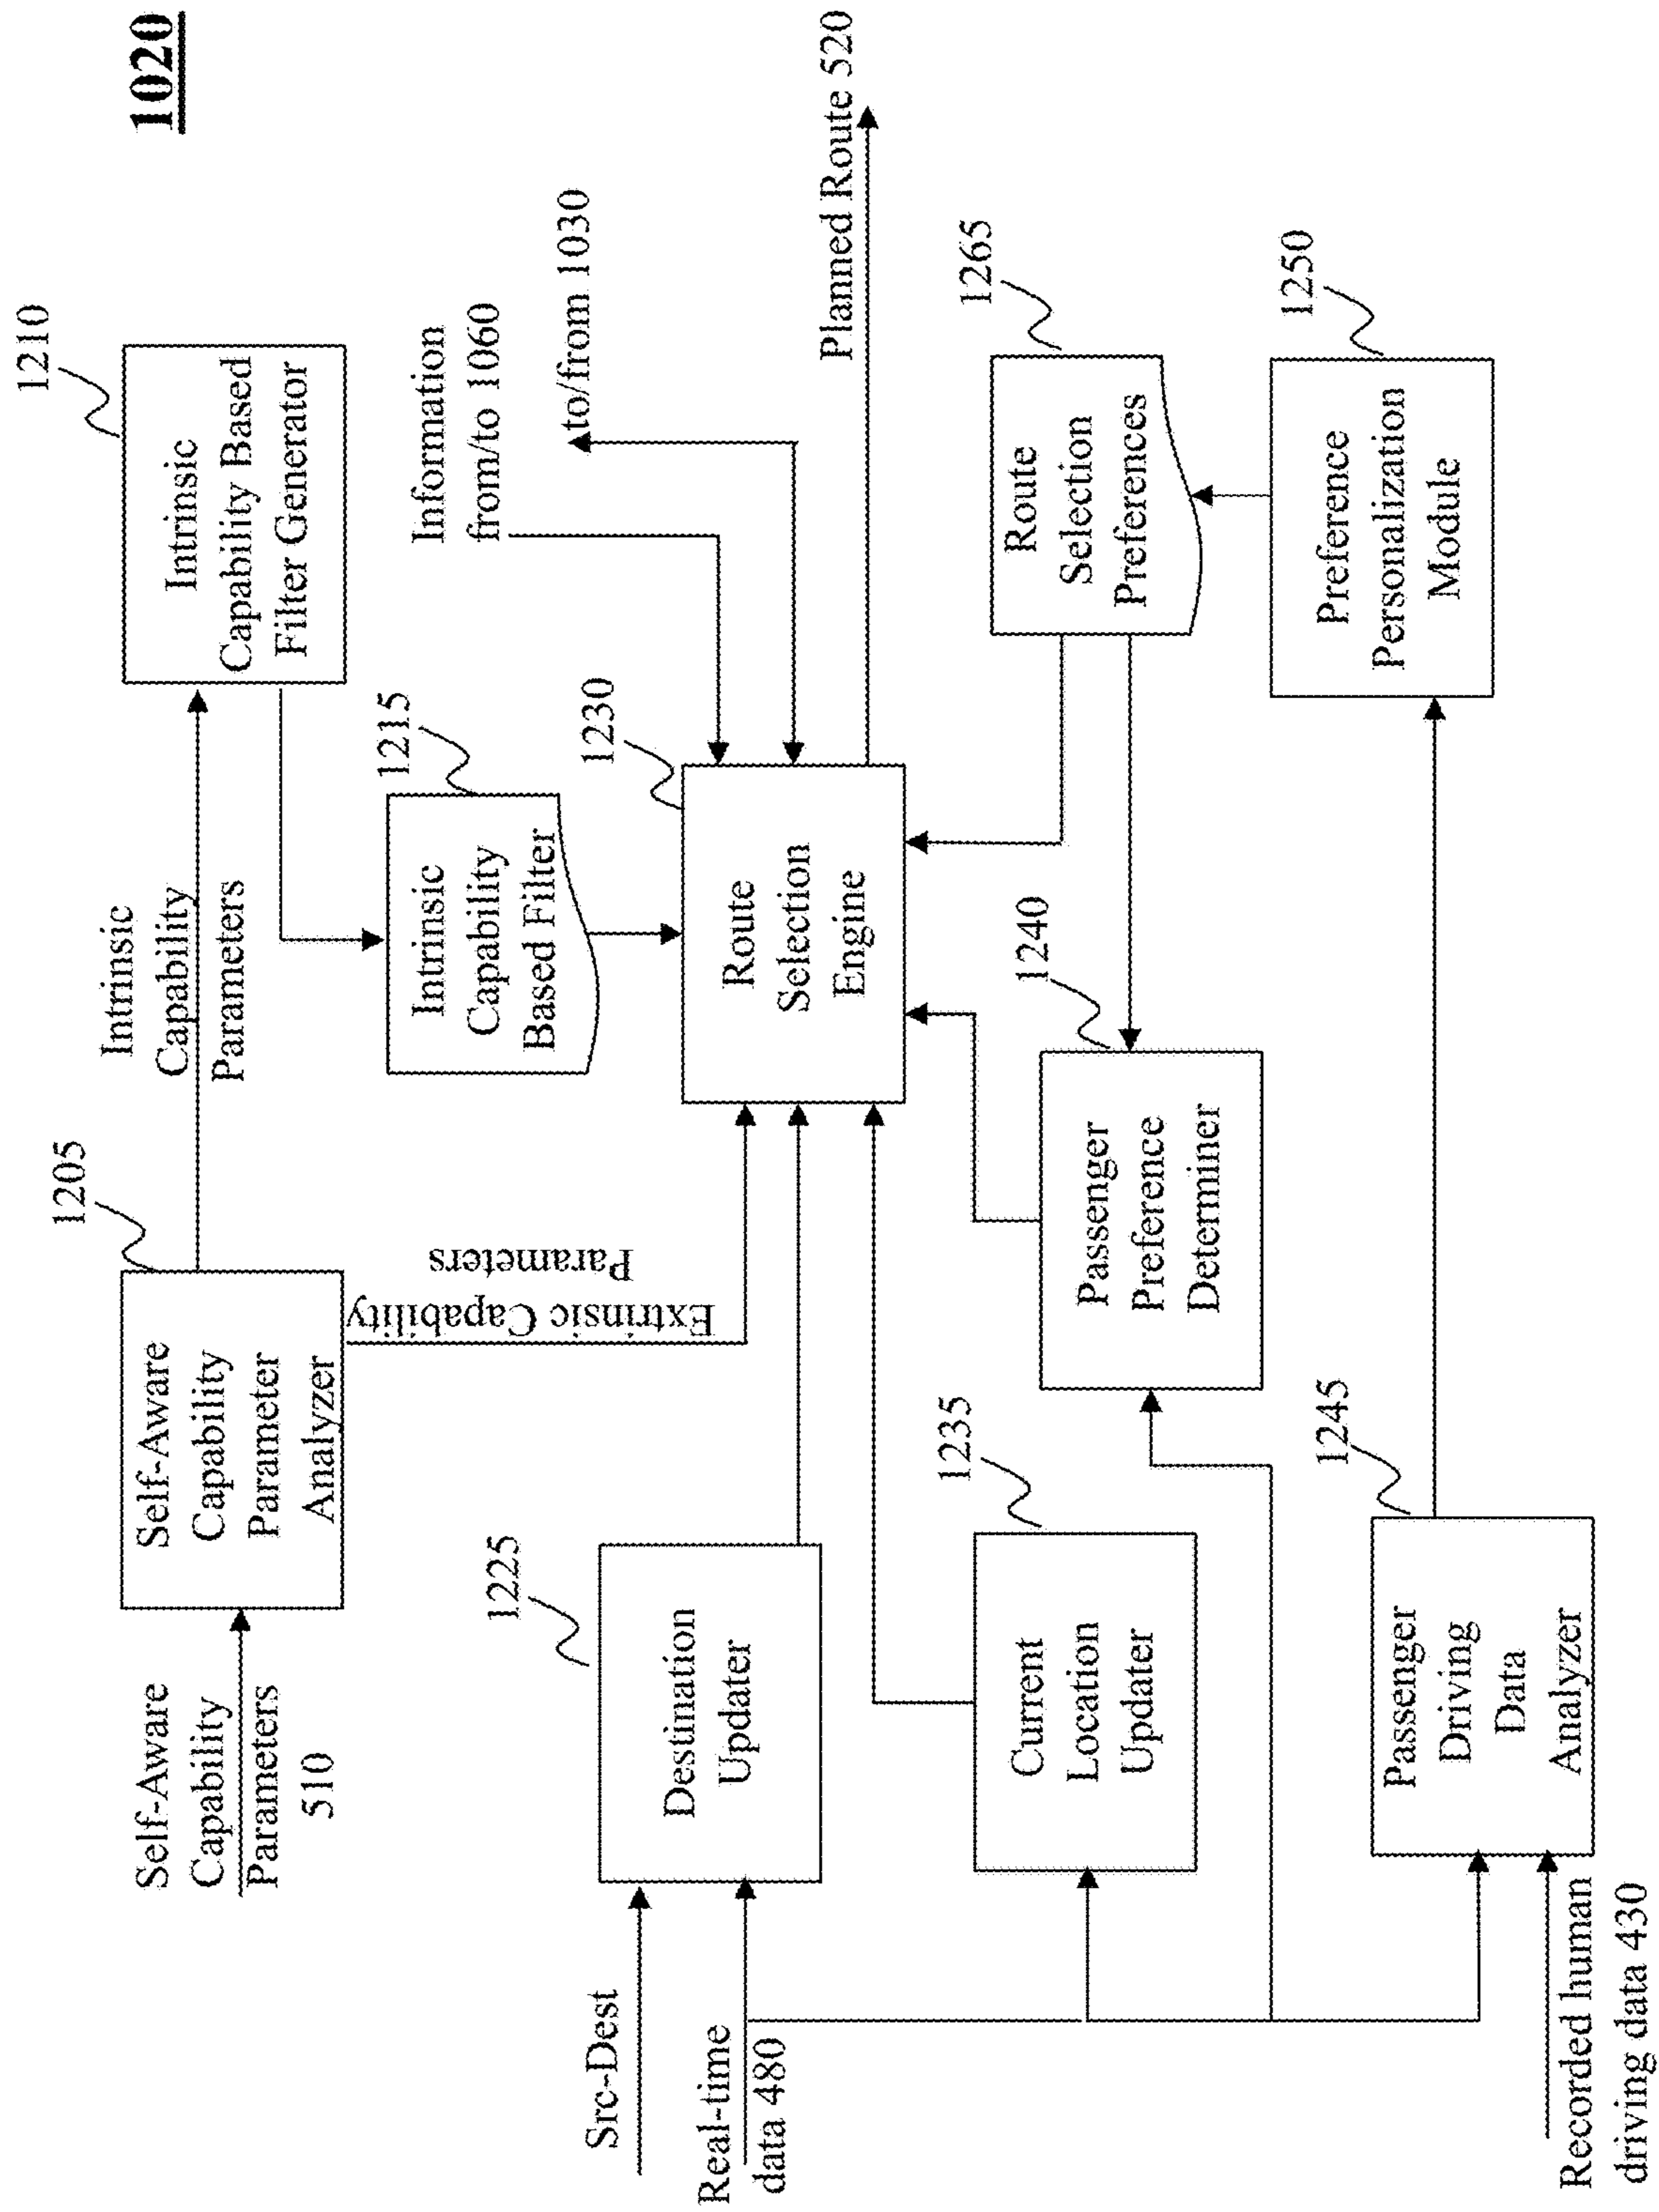 1020
Self-Aware
Capability
Parameters
510
1205
Self-Aware
Capability
Parameter
Analyzer
Intrinsic
Capability
Parameters
1210
Intrinsic
Capability Based
Filter Generator
Extrinsic Capability
Parameters
1215
Intrinsic
Capability
Based Filter
Information
from/to 1060
to/from 1030
Src-Dest
Real-time
data 480
1225
Destination
Updater
1230
Route
Selection
Engine
Planned Route 520
1235
Current
Location
Updater
1240
Passenger
Preference
Determiner
1265
Route
Selection
Preferences
Recorded human
driving data 430
1245
Passenger
Driving
Data
Analyzer
1250
Preference
Personalization
Module